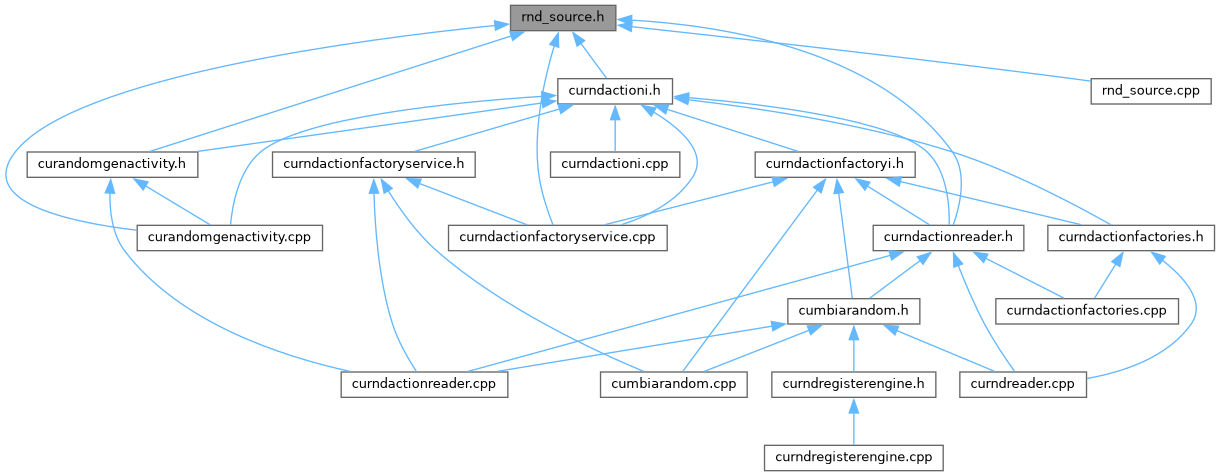 rnd_source.h
curndactioni.h
rnd_source.cpp
curandomgenactivity.h
curndactionfactoryservice.h
curndactioni.cpp
curndactionfactoryi.h
curandomgenactivity.cpp
curndactionfactoryservice.cpp
curndactionreader.h
curndactionfactories.h
cumbiarandom.h
curndactionfactories.cpp
curndactionreader.cpp
cumbiarandom.cpp
curndregisterengine.h
curndreader.cpp
curndregisterengine.cpp